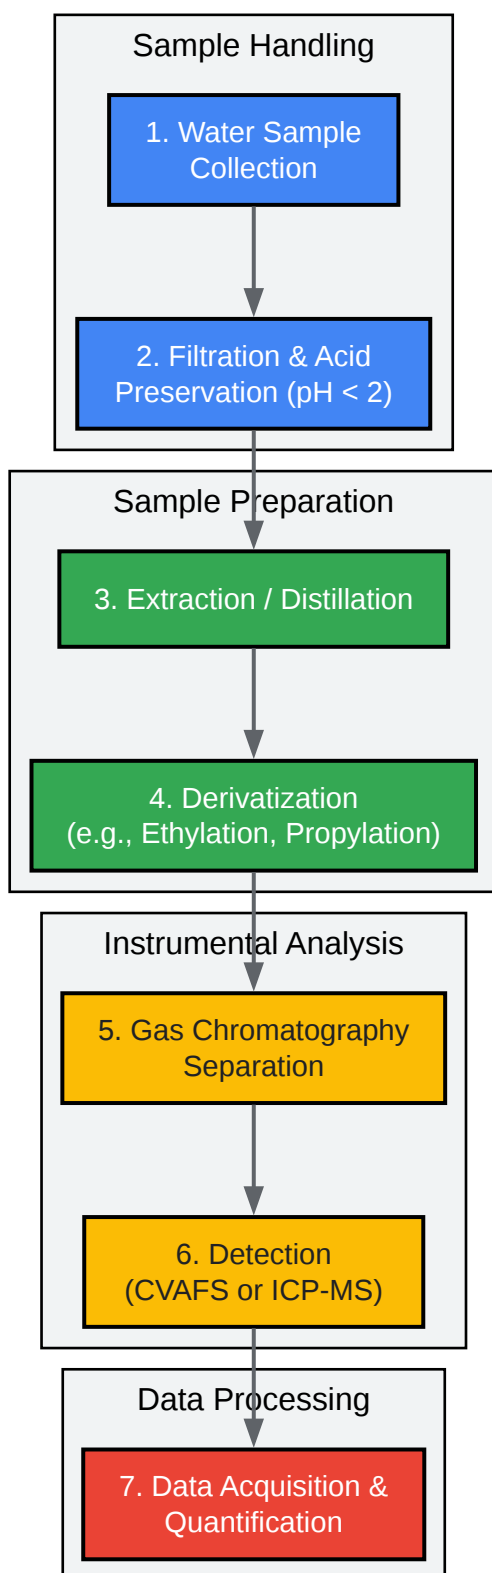 Sample Handling
1. Water Sample
Collection
2. Filtration & Acid
Preservation (pH < 2)
Sample Preparation
3. Extraction / Distillation
4. Derivatization
(e.g., Ethylation, Propylation)
Instrumental Analysis
5. Gas Chromatography
Separation
6. Detection
(CVAFS or ICP-MS)
Data Processing
7. Data Acquisition &
Quantification